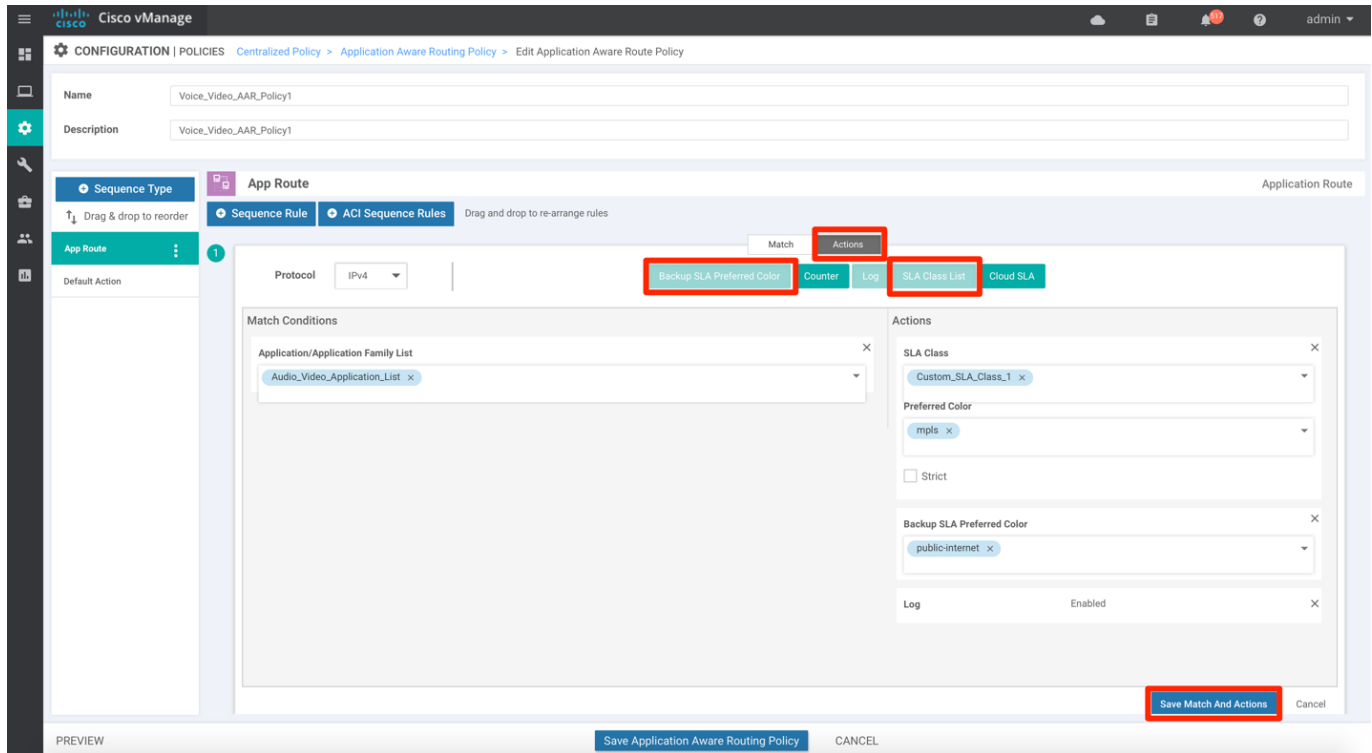 cisco Cisco vManage
517
admin
CONFIGURATION | POLICIES Centralized Policy > Application Aware Routing Policy > Edit Application Aware Route Policy
Name Voice_Video_AAR_Policy1
Description Voice_Video_AAR_Policy1
Sequence Type
Drag & drop to reorder
App Route
Default Action
App Route
Application Route
Sequence Rule ACI Sequence Rules Drag and drop to re-arrange rules
1
Match Actions
Protocol IPv4
Backup SLA Preferred Color Counter Log SLA Class List Cloud SLA
Match Conditions
Application/Application Family List
Audio_Video_Application_List ×
Actions
SLA Class
Custom_SLA_Class_1 ×
Preferred Color
mpls ×
Strict
Backup SLA Preferred Color
public-internet ×
Log Enabled
Save Match And Actions Cancel
PREVIEW Save Application Aware Routing Policy CANCEL